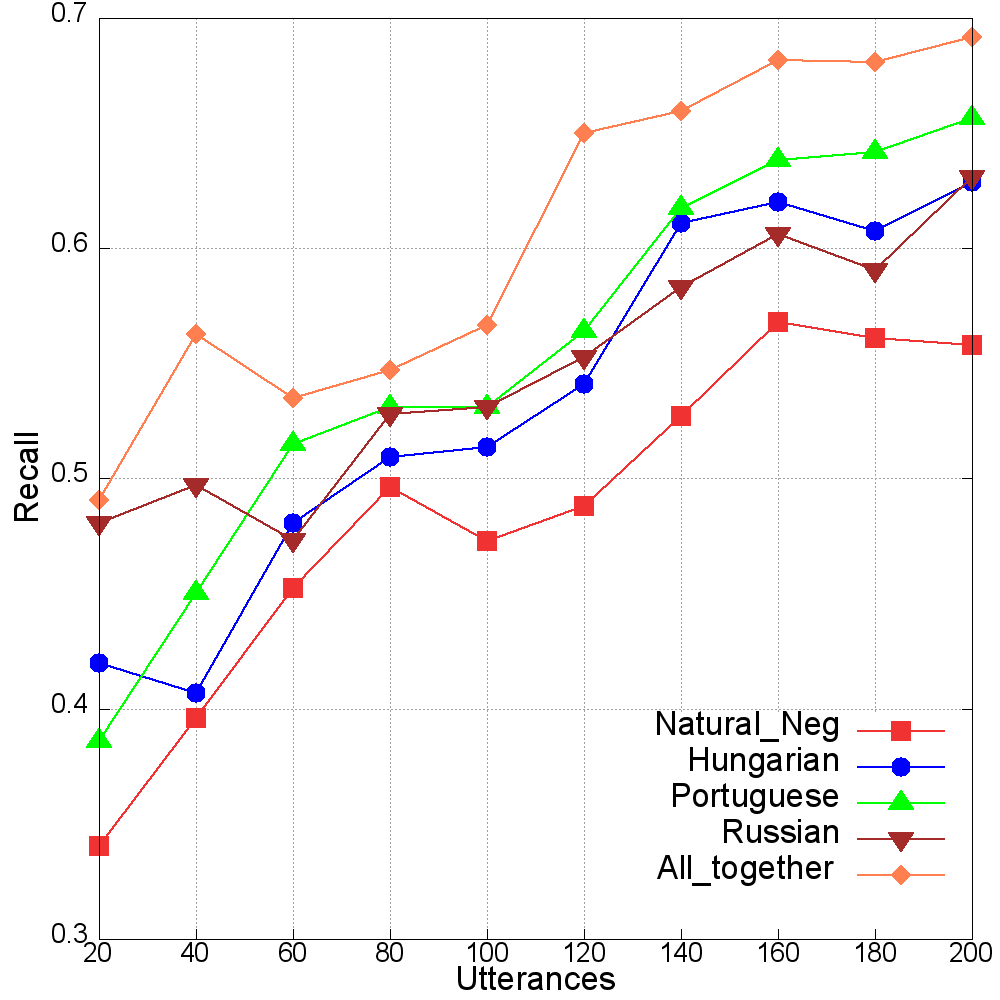 0.7
0.6
0.5
0.4
0.3
Recall
Natural_Neg
Hungarian
Portuguese
Russian
All_together
20 40 60 80 100 120 140 160 180 200
Utterances